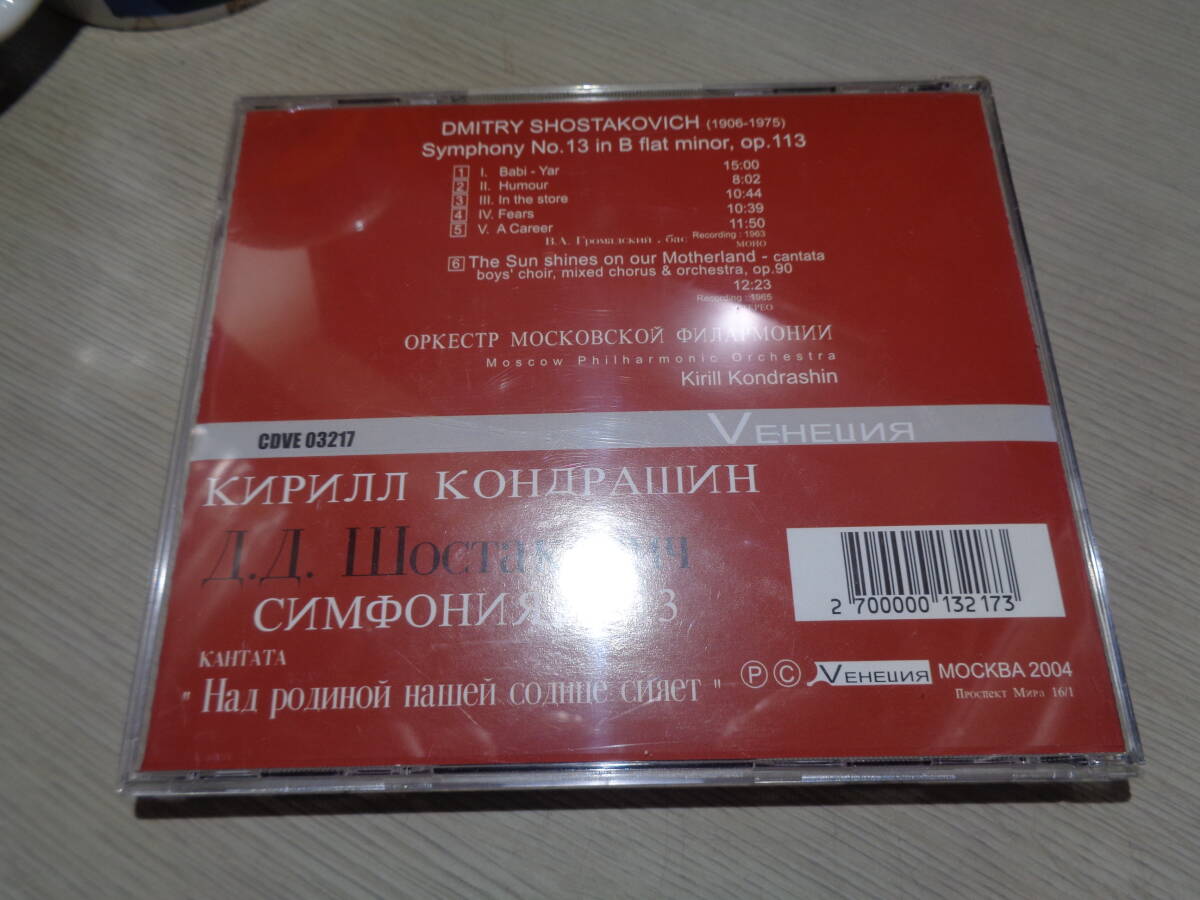 DMITRY SHOSTAKOVICH (1906-1975)
Symphony No.13 in B flat minor, op.113
1 I. Babi - Yar 15:00
2 II. Humour 8:02
3 III. In the store 10:44
4 IV. Fears 10:39
5 V. A Career 11:50
В.А. Громадский, бас Recording : 1963
МОНО
6 The Sun shines on our Motherland - cantata
boys' choir, mixed chorus & orchestra, op.90
12:23
Recording : 1965
ОРКЕСТР МОСКОВСКОЙ ФИЛАРМОНИИ
Moscow Philharmonic Orchestra
Kirill Kondrashin
CDVE 03217 VЕНЕЦИЯ
КИРИЛЛ КОНДРАШИН
Д.Д.
СИМФОНИЯ
КАНТАТА
" Над родиной нашей солнце сияет "
2 700000 132173
Ⓟ Ⓒ VЕНЕЦИЯ МОСКВА 2004
Проспект Мира 16/1